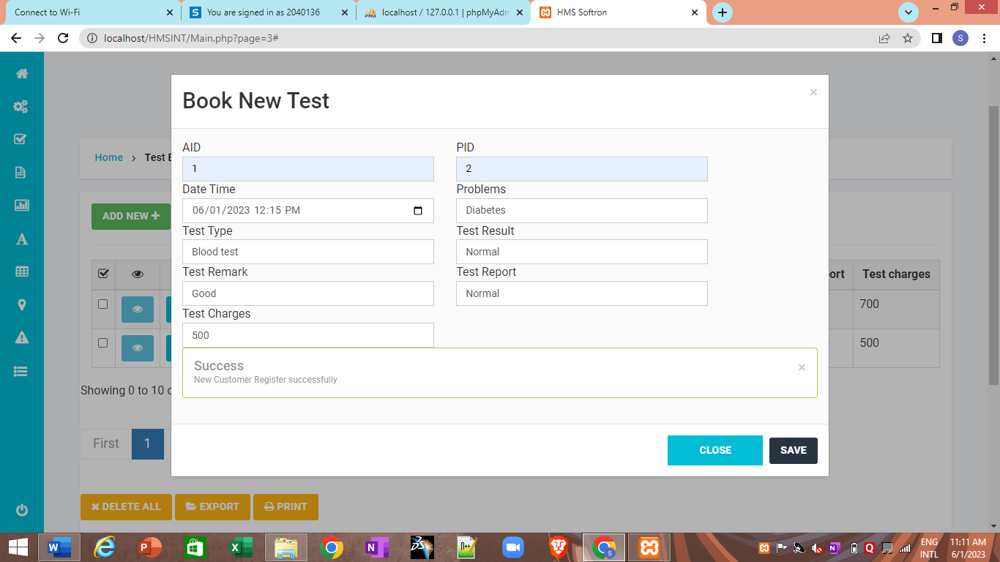 Connect to Wi-Fi
You are signed in as 2040136
localhost / 127.0.0.1 | phpMyAdm
HMS Softron
localhost/HMSINT/Main.php?page=3#
S
Book New Test
×
AID
PID
1
2
Date Time
Problems
06/01/2023 12:15 PM
Diabetes
Test Type
Test Result
Blood test
Normal
Test Remark
Test Report
Good
Normal
Test Charges
500
Success
New Customer Register successfully
×
CLOSE
SAVE
Home > Test
ADD NEW
ort
Test charges
700
500
Showing 0 to 10
First
1
DELETE ALL
EXPORT
PRINT
ENG
INTL
11:11 AM
6/1/2023